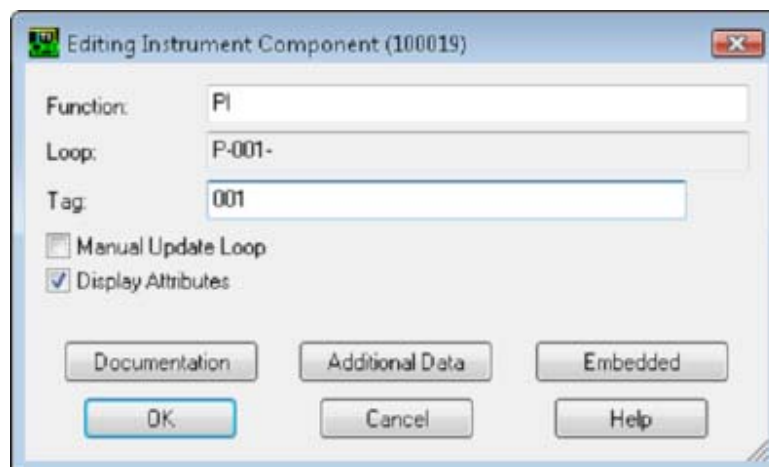 Editing Instrument Component (100019)
Function: PI
Loop: P-001-
Tag: 001
Manual Update Loop
Display Attributes
Documentation Additional Data Embedded
OK Cancel Help